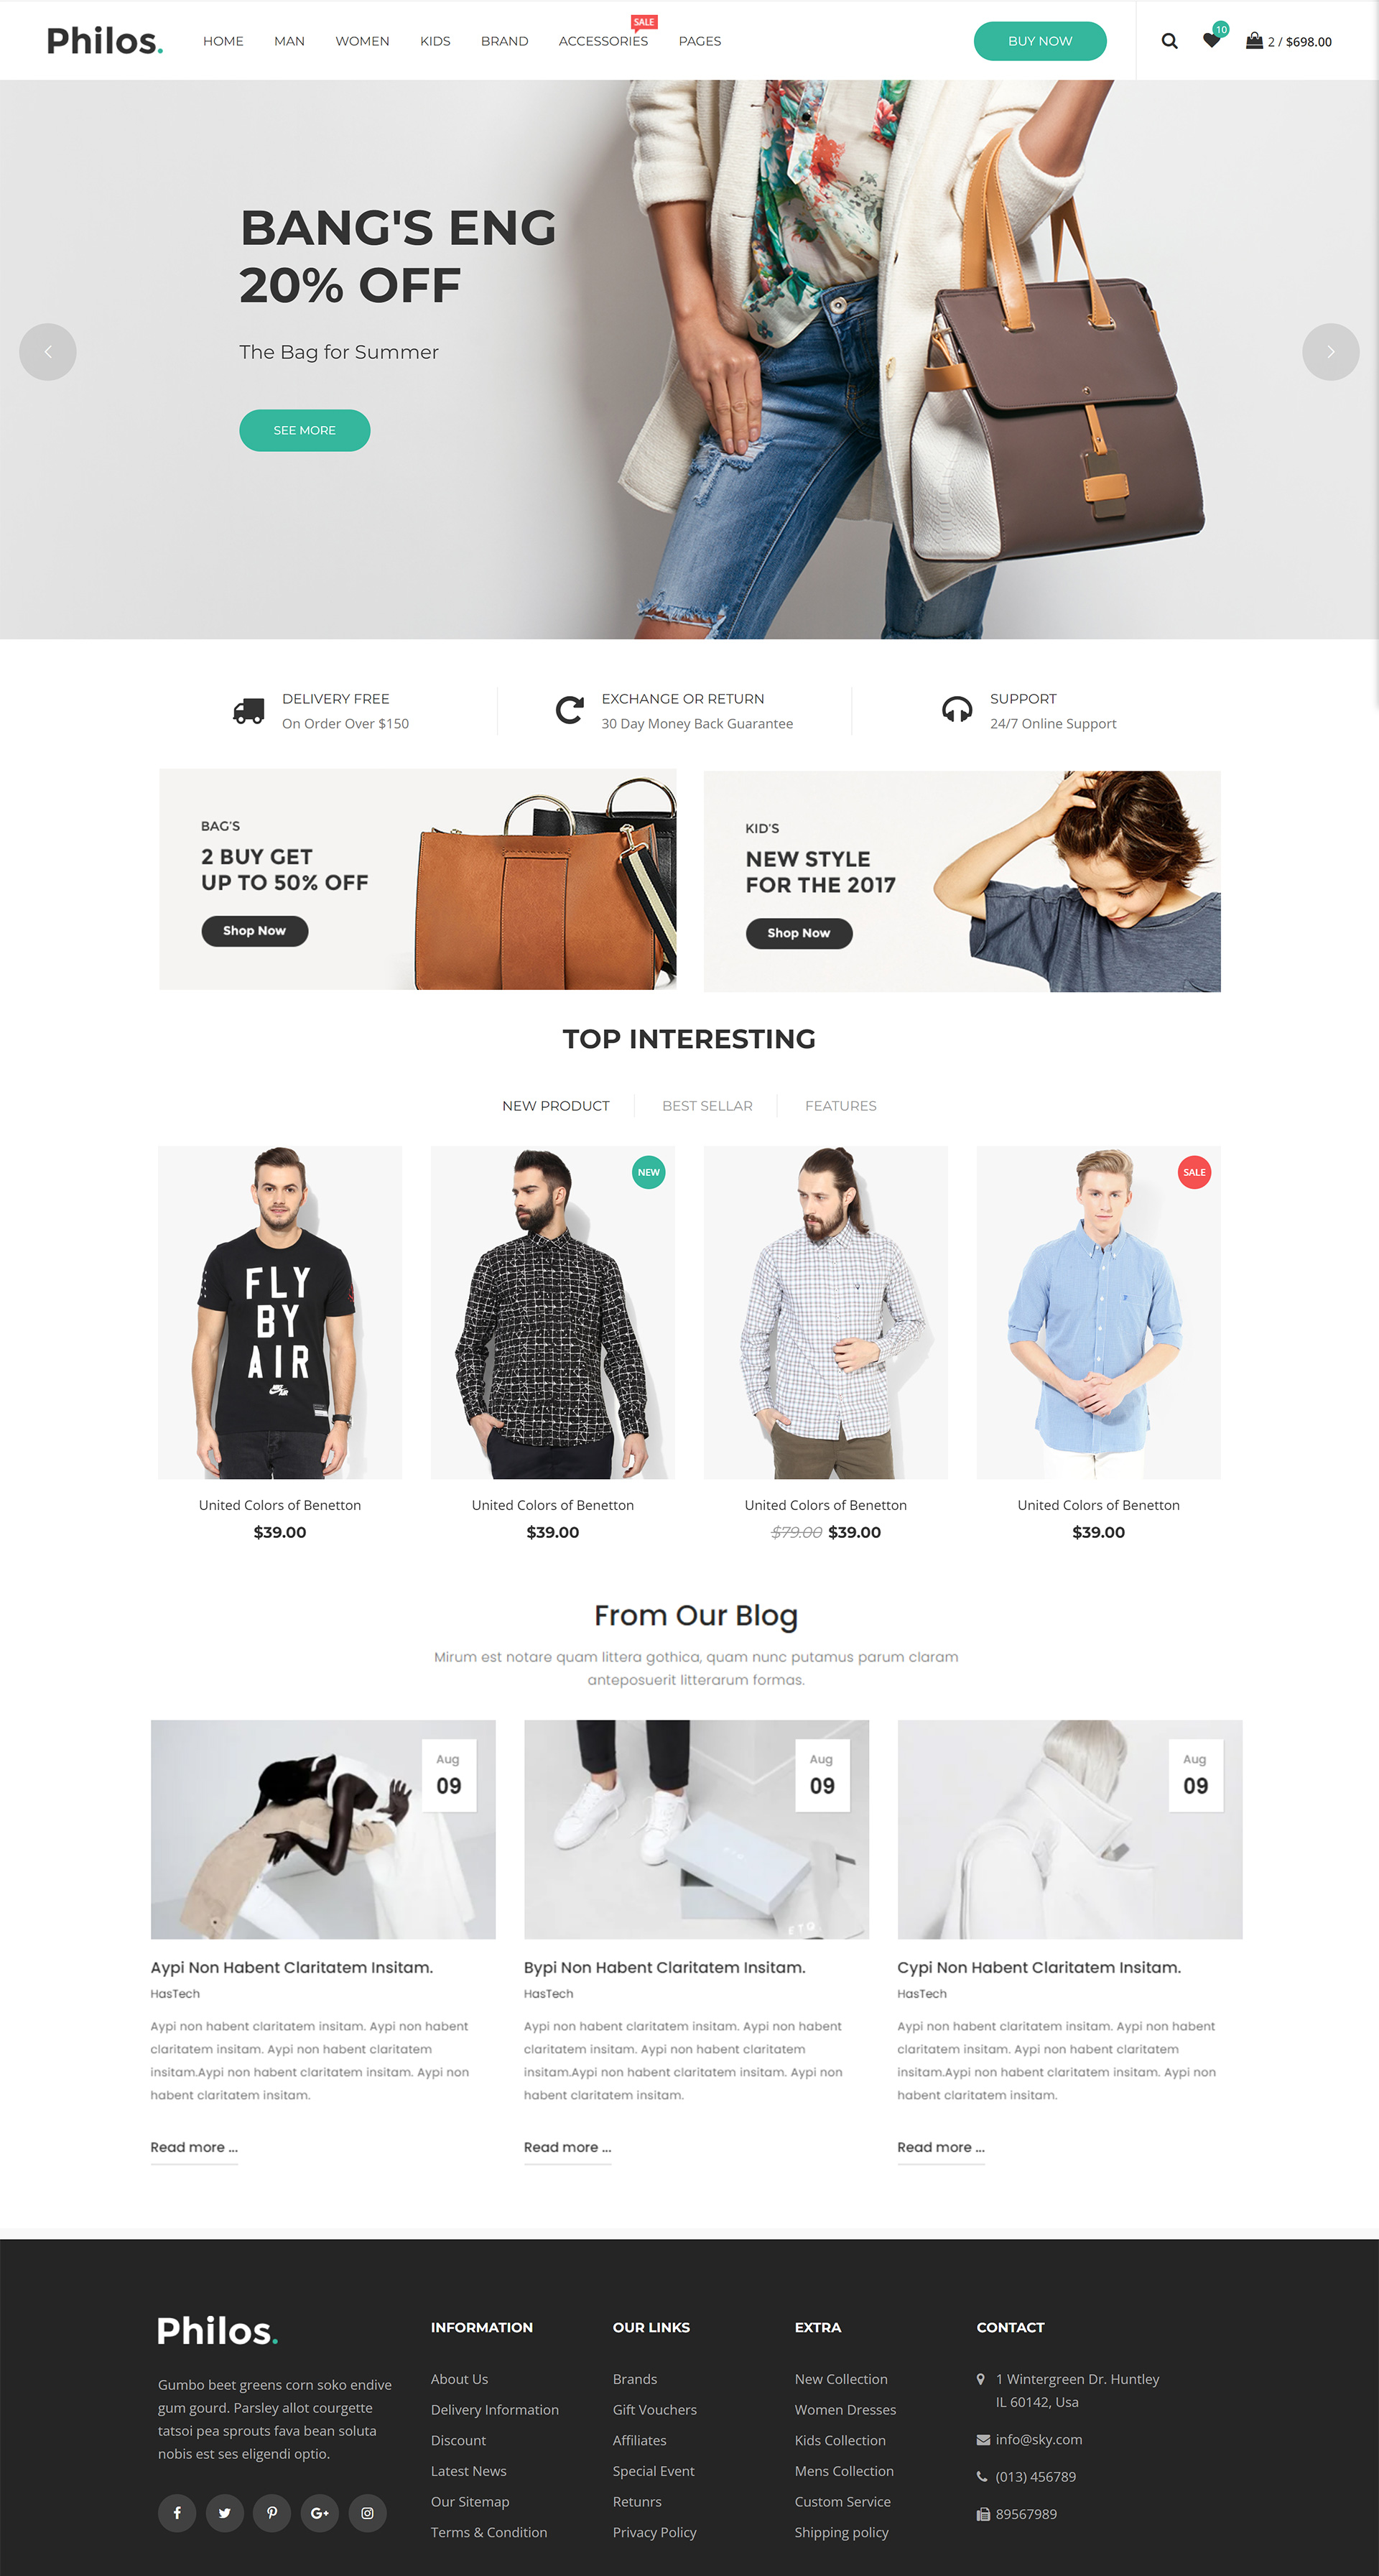 Philos.
HOME MAN WOMEN KIDS BRAND ACCESSORIES PAGES
SALE
BUY NOW
10
2 / $698.00
BANG'S ENG
20% OFF
The Bag for Summer
SEE MORE
DELIVERY FREE
On Order Over $150
EXCHANGE OR RETURN
30 Day Money Back Guarantee
SUPPORT
24/7 Online Support
BAG'S
2 BUY GET
UP TO 50% OFF
Shop Now
KID'S
NEW STYLE
FOR THE 2017
Shop Now
TOP INTERESTING
NEW PRODUCT BEST SELLAR FEATURES
FLY
BY
AIR
NEW
SALE
United Colors of Benetton
$39.00
United Colors of Benetton
$39.00
United Colors of Benetton
$79.00 $39.00
United Colors of Benetton
$39.00
From Our Blog
Mirum est notare quam littera gothica, quam nunc putamus parum claram
anteposuerit litterarum formas.
Aug
09
Aypi Non Habent Claritatem Insitam.
HasTech
Aypi non habent claritatem insitam. Aypi non habent
claritatem insitam. Aypi non habent claritatem
insitam.Aypi non habent claritatem insitam. Aypi non
habent claritatem insitam.
Read more ...
Aug
09
ETQ
Bypi Non Habent Claritatem Insitam.
HasTech
Aypi non habent claritatem insitam. Aypi non habent
claritatem insitam. Aypi non habent claritatem
insitam.Aypi non habent claritatem insitam. Aypi non
habent claritatem insitam.
Read more ...
Aug
09
Cypi Non Habent Claritatem Insitam.
HasTech
Aypi non habent claritatem insitam. Aypi non habent
claritatem insitam. Aypi non habent claritatem
insitam.Aypi non habent claritatem insitam. Aypi non
habent claritatem insitam.
Read more ...
Philos.
Gumbo beet greens corn soko endive
gum gourd. Parsley allot courgette
tatsoi pea sprouts fava bean soluta
nobis est ses eligendi optio.
INFORMATION
About Us
Delivery Information
Discount
Latest News
Our Sitemap
Terms & Condition
OUR LINKS
Brands
Gift Vouchers
Affiliates
Special Event
Retunrs
Privacy Policy
EXTRA
New Collection
Women Dresses
Kids Collection
Mens Collection
Custom Service
Shipping policy
CONTACT
1 Wintergreen Dr. Huntley
IL 60142, Usa
info@sky.com
(013) 456789
89567989